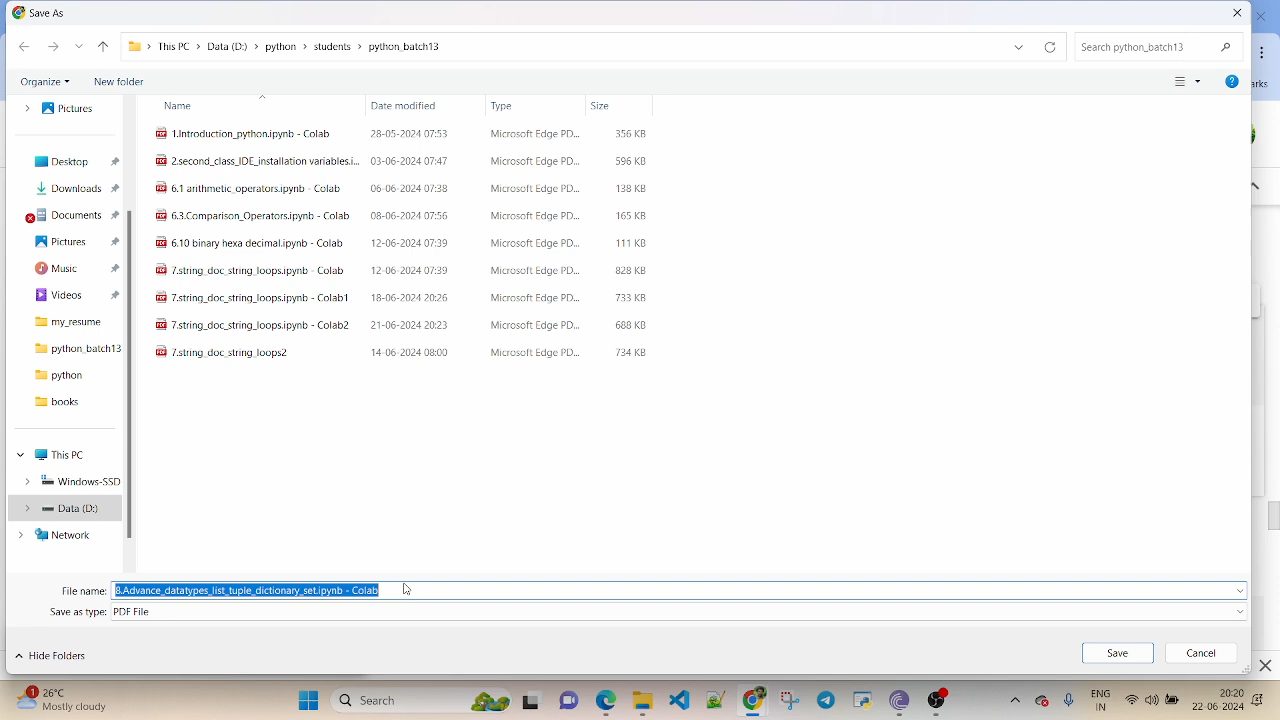 Save As
This PC > Data (D:) > python > students > python_batch13
Search python_batch13
Organize
New folder
Name
Date modified
Type
Size
Pictures
Desktop
Downloads
Documents
Pictures
Music
Videos
my_resume
python_batch13
python
books
This PC
Windows-SSD
Data (D:)
Network
1.Introduction_python.ipynb - Colab 28-05-2024 07:53 Microsoft Edge PD... 356 KB
2.second_class_IDE_installation variables.i... 03-06-2024 07:47 Microsoft Edge PD... 596 KB
6.1 arithmetic_operators.ipynb - Colab 06-06-2024 07:38 Microsoft Edge PD... 138 KB
6.3.Comparison_Operators.ipynb - Colab 08-06-2024 07:56 Microsoft Edge PD... 165 KB
6.10 binary hexa decimal.ipynb - Colab 12-06-2024 07:39 Microsoft Edge PD... 111 KB
7.string_doc_string_loops.ipynb - Colab 12-06-2024 07:39 Microsoft Edge PD... 828 KB
7.string_doc_string_loops.ipynb - Colab1 18-06-2024 20:26 Microsoft Edge PD... 733 KB
7.string_doc_string_loops.ipynb - Colab2 21-06-2024 20:23 Microsoft Edge PD... 688 KB
7.string_doc_string_loops2 14-06-2024 08:00 Microsoft Edge PD... 734 KB
File name: 8.Advance_datatypes_list_tuple_dictionary_set.ipynb - Colab
Save as type: PDF File
Hide Folders
Save
Cancel
arks
1
26°C
Mostly cloudy
Search
ENG
IN
20:20
22-06-2024